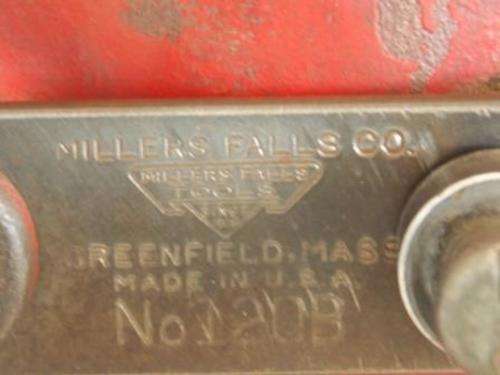 MILLERS FALLS CO.
MILLERS FALLS
TOOLS
GREENFIELD, MASS
MADE IN U.S.A.
No 120B